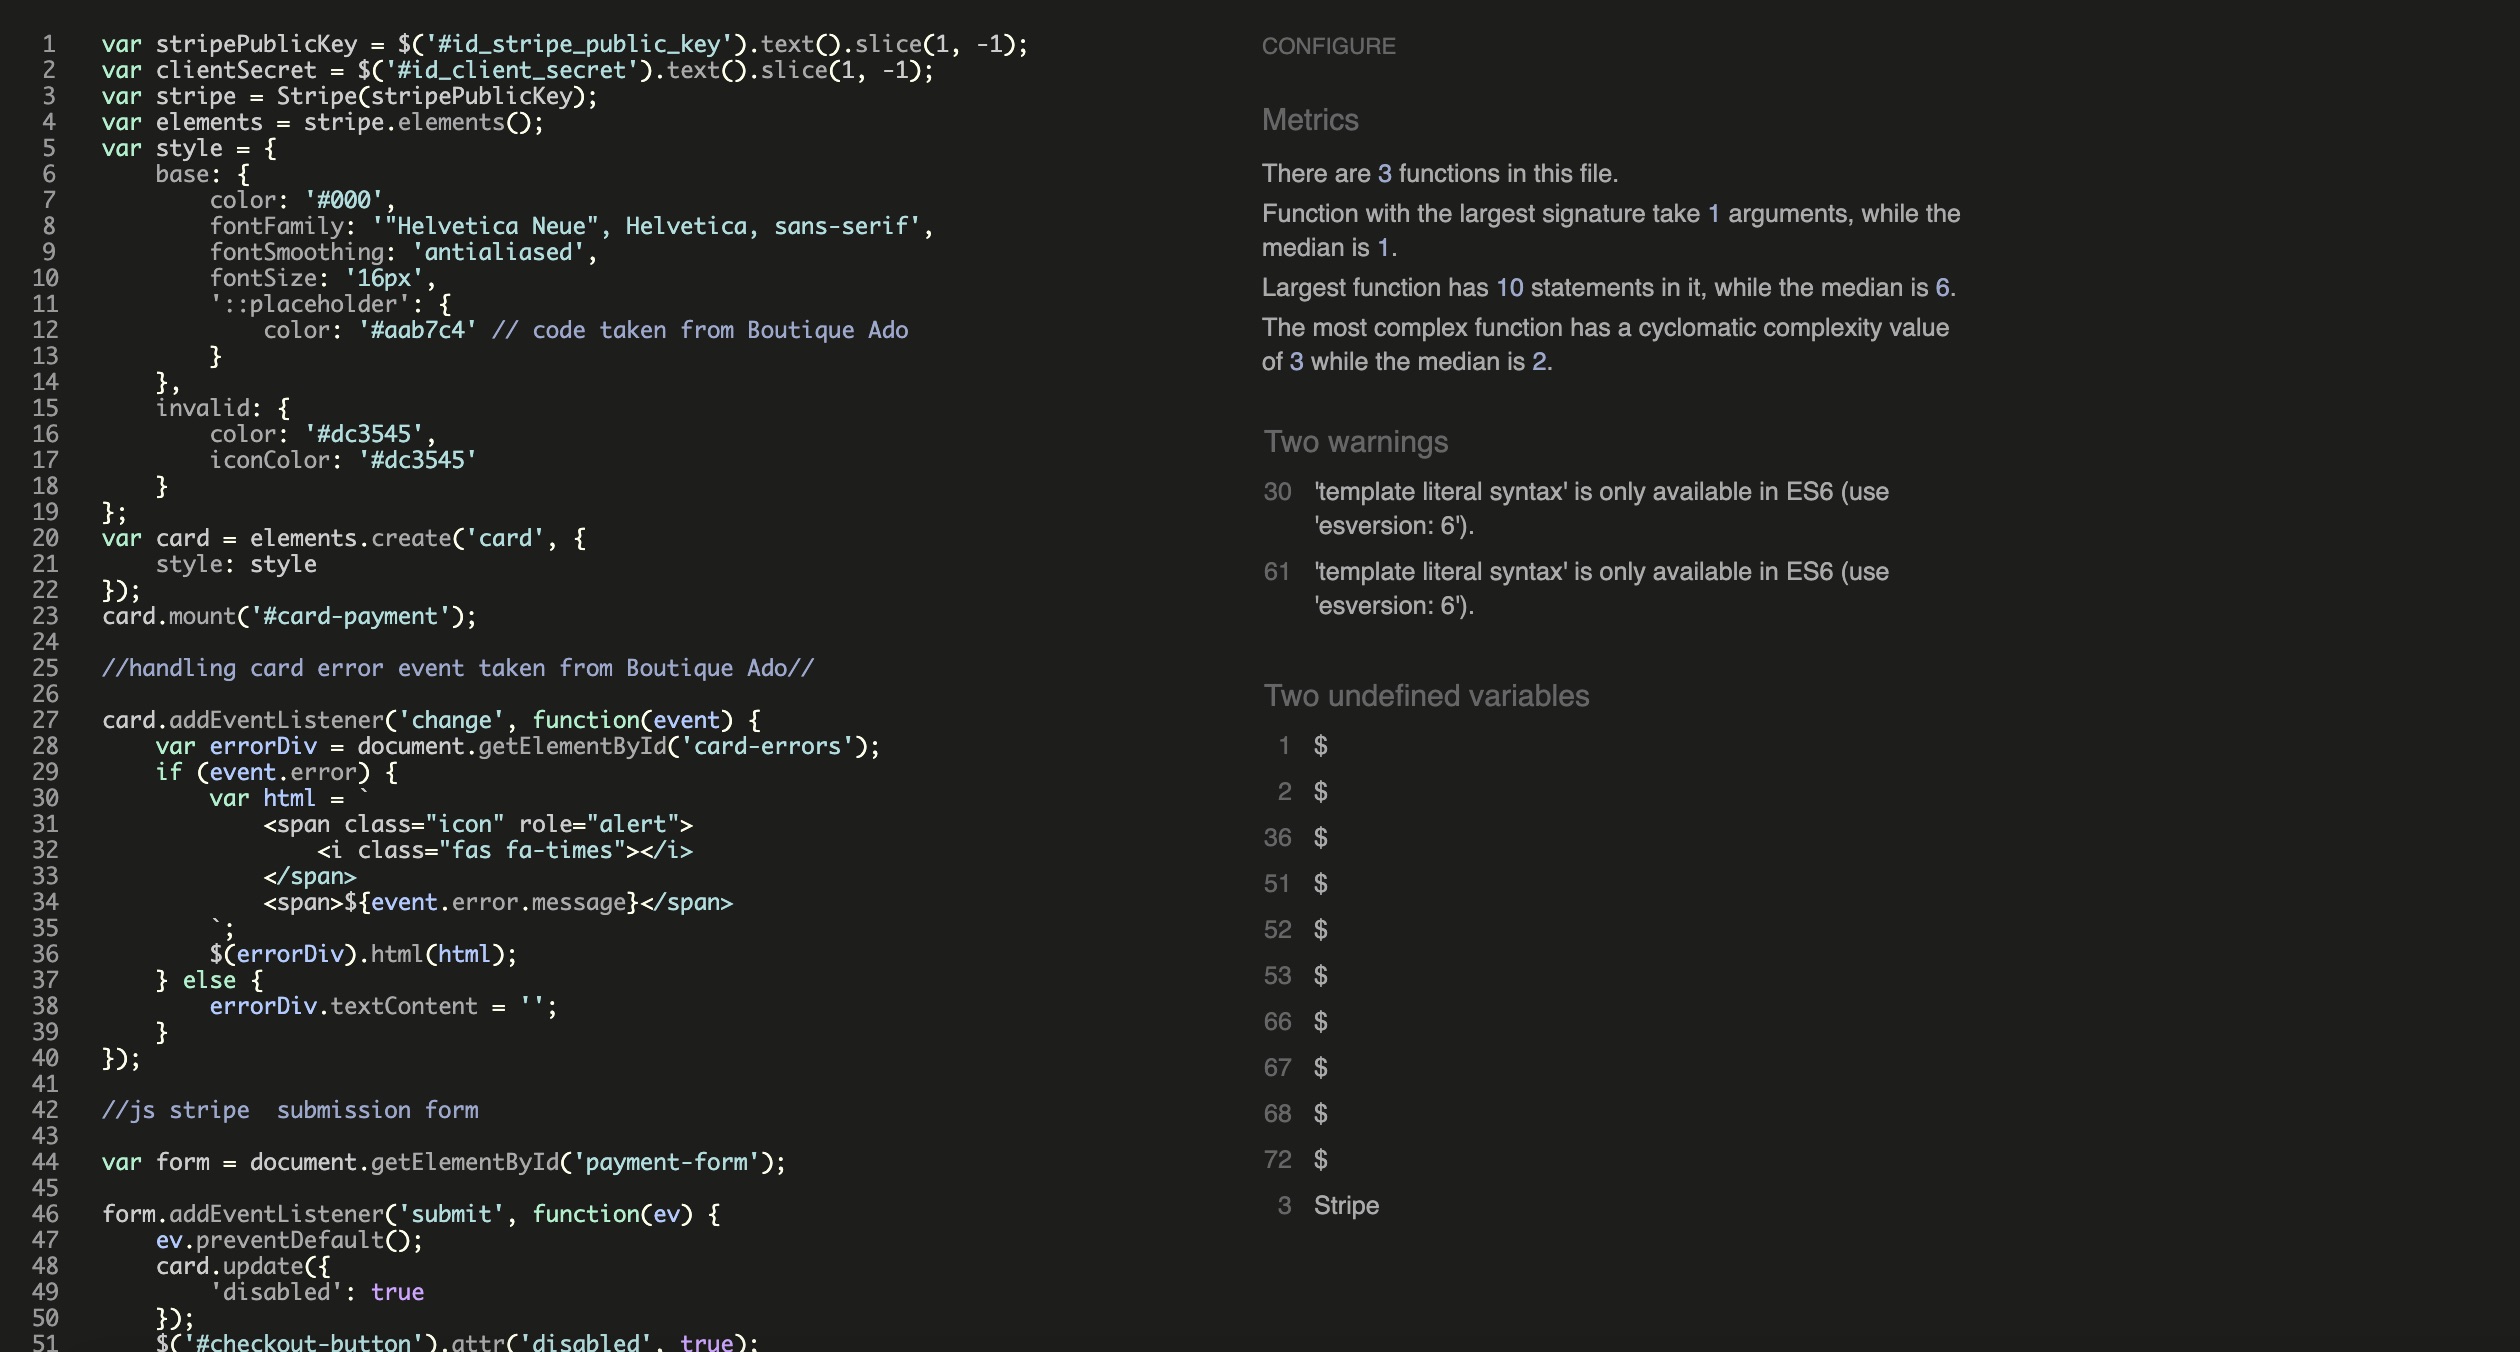 1 var stripePublicKey = $('#id_stripe_public_key').text().slice(1, -1);
2 var clientSecret = $('#id_client_secret').text().slice(1, -1);
3 var stripe = Stripe(stripePublicKey);
4 var elements = stripe.elements();
5 var style = {
6 base: {
7 color: '#000',
8 fontFamily: '"Helvetica Neue", Helvetica, sans-serif',
9 fontSmoothing: 'antialiased',
10 fontSize: '16px',
11 '::placeholder': {
12 color: '#aab7c4' // code taken from Boutique Ado
13 }
14 },
15 invalid: {
16 color: '#dc3545',
17 iconColor: '#dc3545'
18 }
19 };
20 var card = elements.create('card', {
21 style: style
22 });
23 card.mount('#card-payment');
24
25 //handling card error event taken from Boutique Ado//
26
27 card.addEventListener('change', function(event) {
28 var errorDiv = document.getElementById('card-errors');
29 if (event.error) {
30 var html = `
31 <span class="icon" role="alert">
32 <i class="fas fa-times"></i>
33 </span>
34 <span>${event.error.message}</span>
35 `;
36 $(errorDiv).html(html);
37 } else {
38 errorDiv.textContent = '';
39 }
40 });
41
42 //js stripe  submission form
43
44 var form = document.getElementById('payment-form');
45
46 form.addEventListener('submit', function(ev) {
47 ev.preventDefault();
48 card.update({
49 'disabled': true
50 });
51 $('#checkout-button').attr('disabled', true);
CONFIGURE
Metrics
There are 3 functions in this file.
Function with the largest signature take 1 arguments, while the
median is 1.
Largest function has 10 statements in it, while the median is 6.
The most complex function has a cyclomatic complexity value
of 3 while the median is 2.
Two warnings
30 'template literal syntax' is only available in ES6 (use
'esversion: 6').
61 'template literal syntax' is only available in ES6 (use
'esversion: 6').
Two undefined variables
1 $
2 $
36 $
51 $
52 $
53 $
66 $
67 $
68 $
72 $
3 Stripe